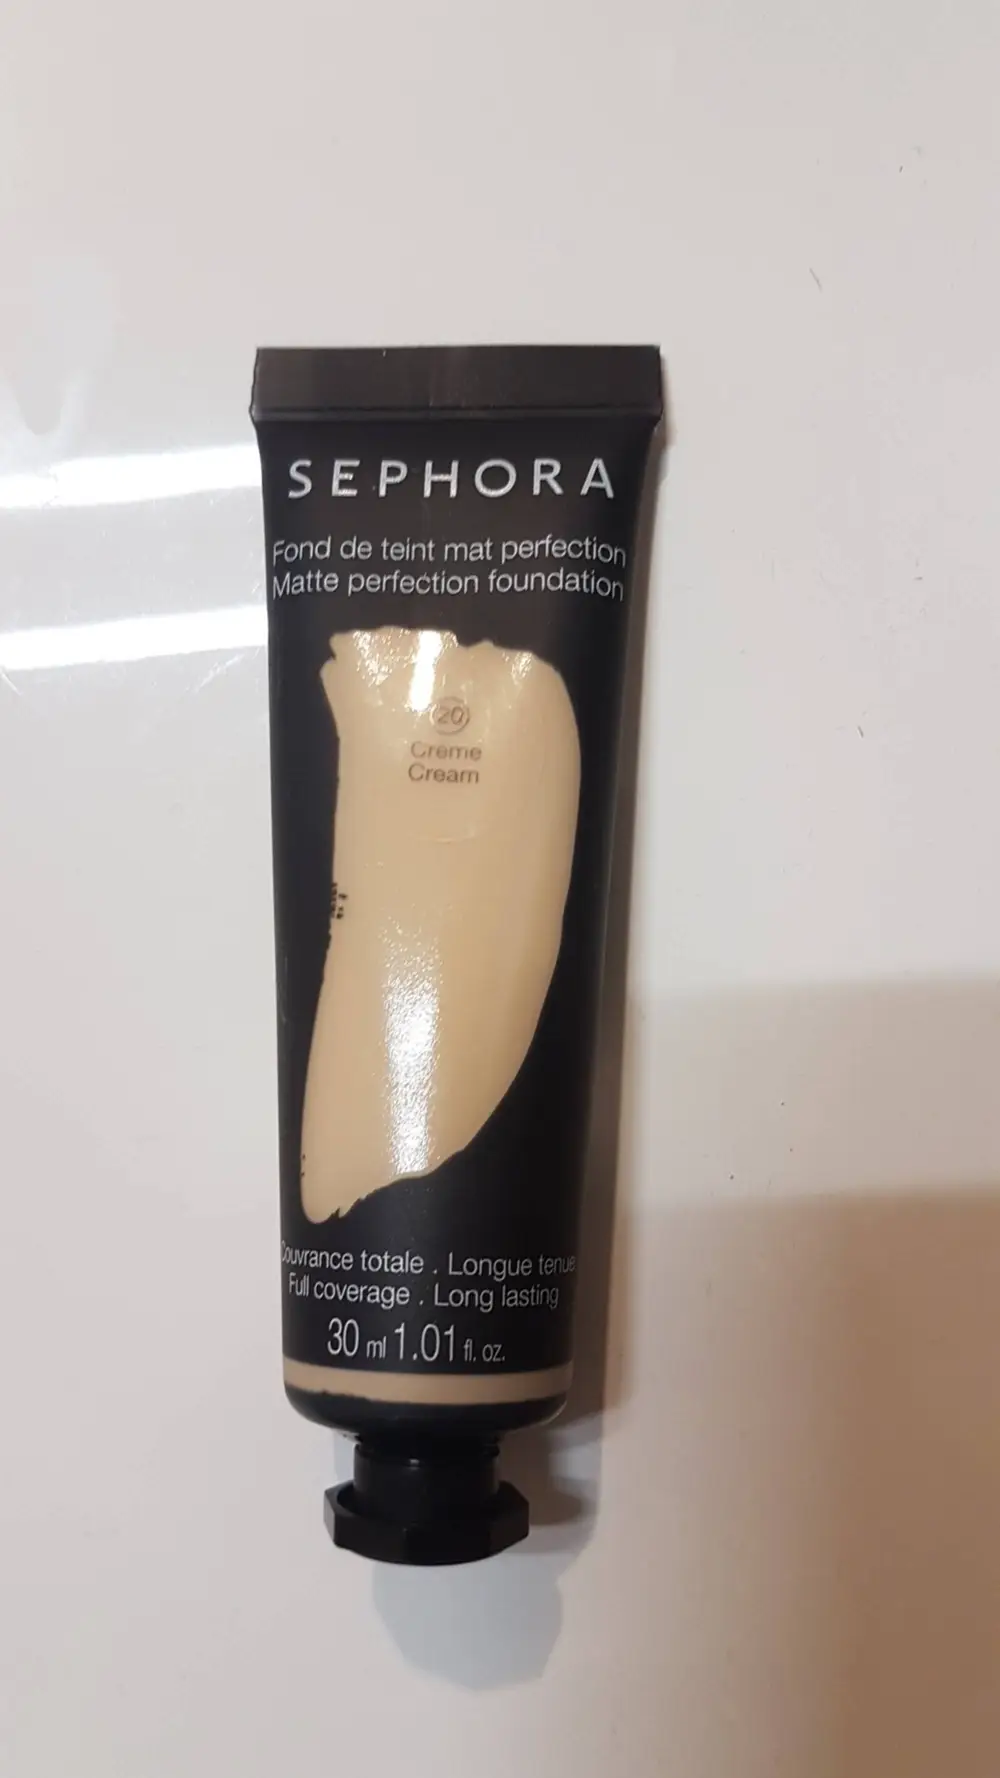 SEPHORA
Fond de teint mat perfection
Matte perfection foundation
20
Crème
Cream
Couvrance totale . Longue tenue
Full coverage . Long lasting
30 ml 1.01 fl. oz.